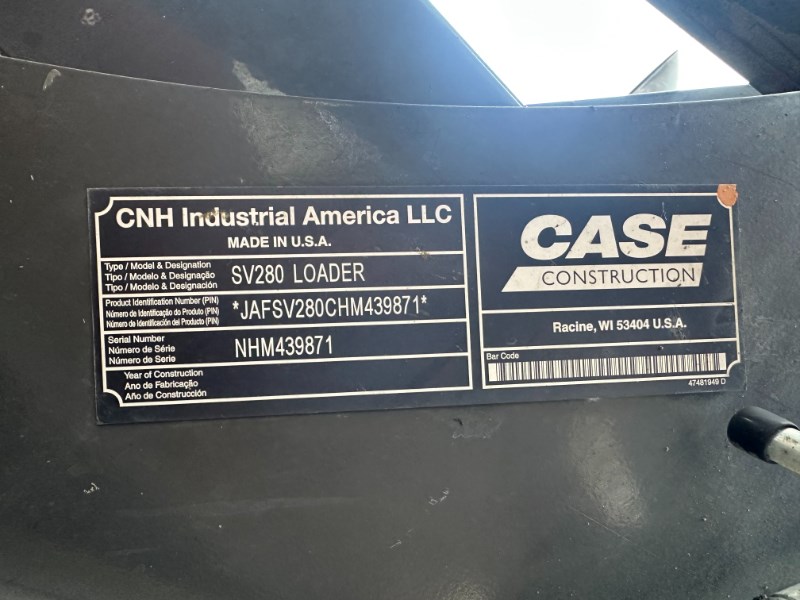 CNH Industrial America LLC
MADE IN U.S.A.
Type / Model & Designation
Tipo / Modelo & Designação
Tipo / Modelo & Designación
SV280 LOADER
Product Identification Number (PIN)
Número de Identificação do Produto (PIN)
Número de Identificación del Producto (PIN)
*JAFSV280CHM439871*
Serial Number
Número de Série
Número de Serie
NHM439871
Year of Construction
Ano de Fabricação
Año de Construcción
CASE
CONSTRUCTION
Racine, WI 53404 U.S.A.
Bar Code
47481949 D